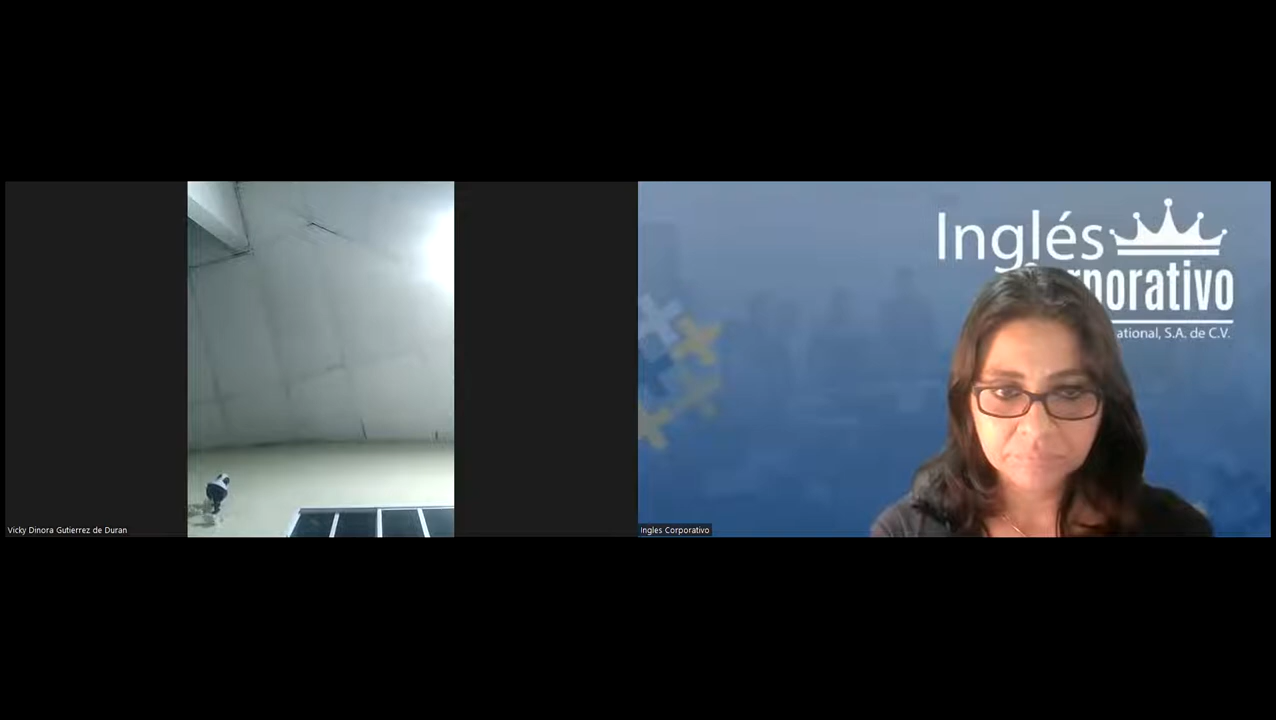 Inglés
rporativo
ational, S.A. de C.V.
Vicky Dinora Gutierrez de Duran
Ingles Corporativo